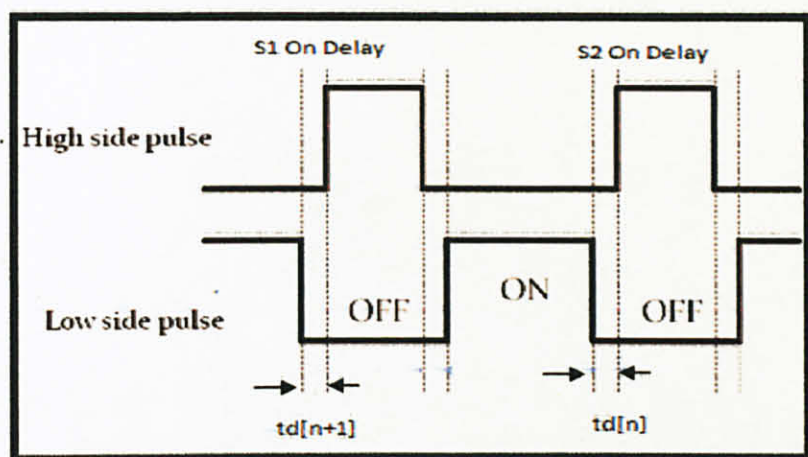 S1 On Delay
S2 On Delay
High side pulse
OFF
ON
OFF
Low side pulse
td[n+1]
td[n]